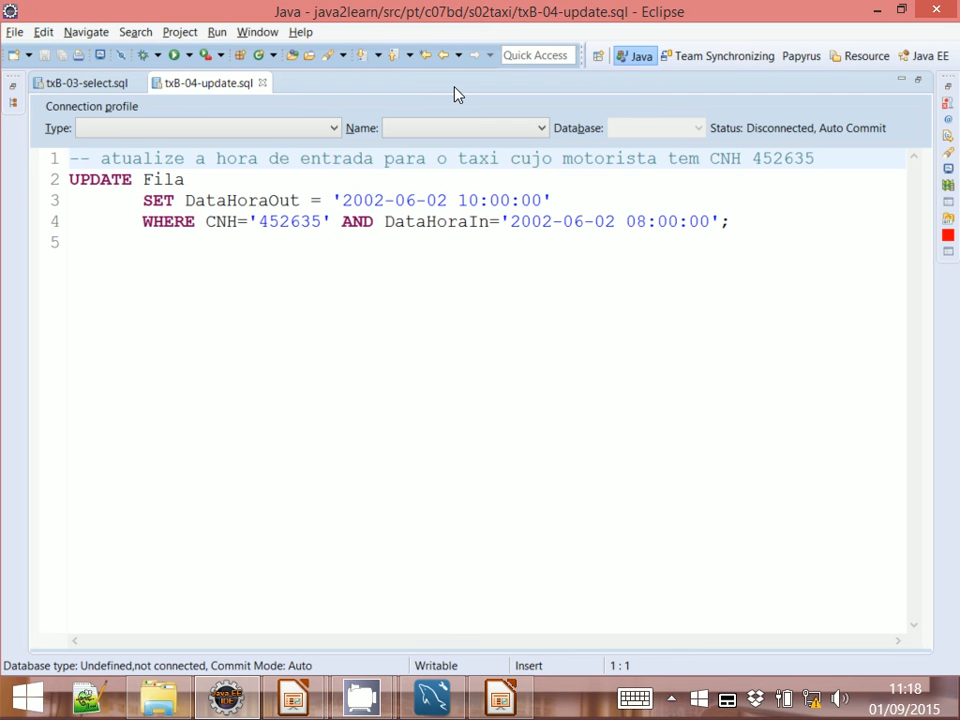 Java - java2learn/src/pt/c07bd/s02taxi/txB-04-update.sql - Eclipse
File Edit Navigate Search Project Run Window Help
Quick Access Java Team Synchronizing Papyrus Resource Java EE
txB-03-select.sql txB-04-update.sql
Connection profile
Type: Name: Database: Status: Disconnected, Auto Commit
1 -- atualize a hora de entrada para o taxi cujo motorista tem CNH 452635
2 UPDATE Fila
3 SET DataHoraOut = '2002-06-02 10:00:00'
4 WHERE CNH='452635' AND DataHoraIn='2002-06-02 08:00:00';
5
Database type: Undefined,not connected, Commit Mode: Auto Writable Insert 1 : 1
Java EE
IDE
11:18
01/09/2015